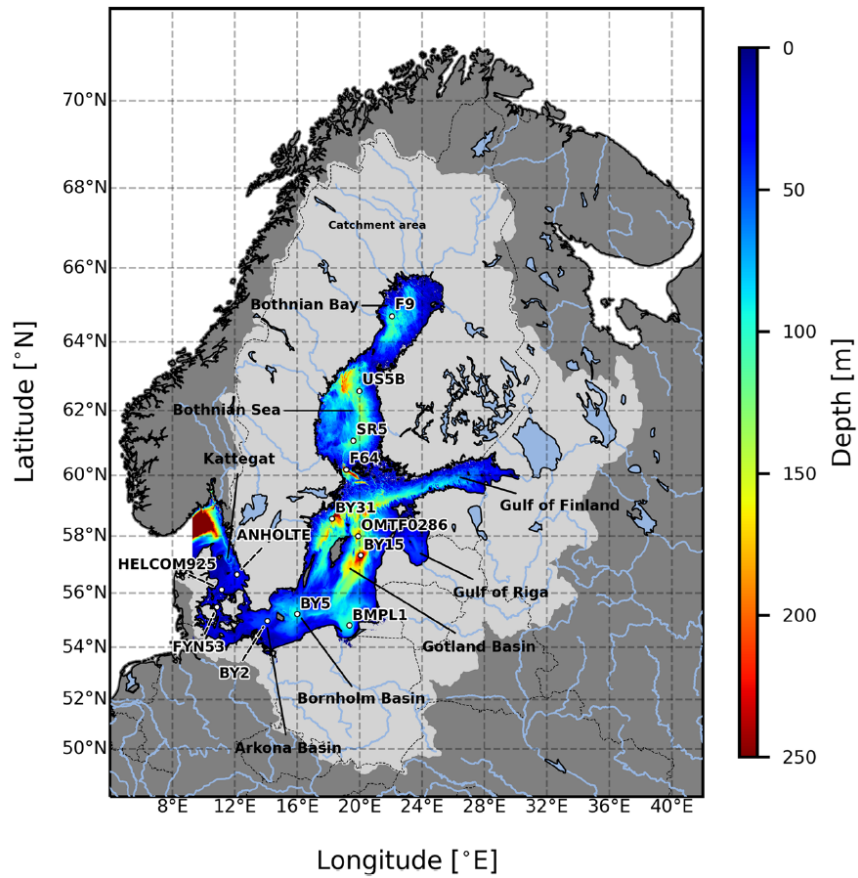 70°N
68°N
66°N
64°N
62°N
60°N
58°N
56°N
54°N
52°N
50°N
Latitude [°N]
8°E
12°E
16°E
20°E
24°E
28°E
32°E
36°E
40°E
Longitude [°E]
Catchment area
Bothnian Bay
F9
US5B
Bothnian Sea
SR5
Kattegat
F64
Gulf of Finland
BY31
OMTF0286
ANHOLTE
BY15
HELCOM925
Gulf of Riga
BY5
BMPL1
FYN53
Gotland Basin
BY2
Bornholm Basin
Arkona Basin
0
50
100
150
200
250
Depth [m]